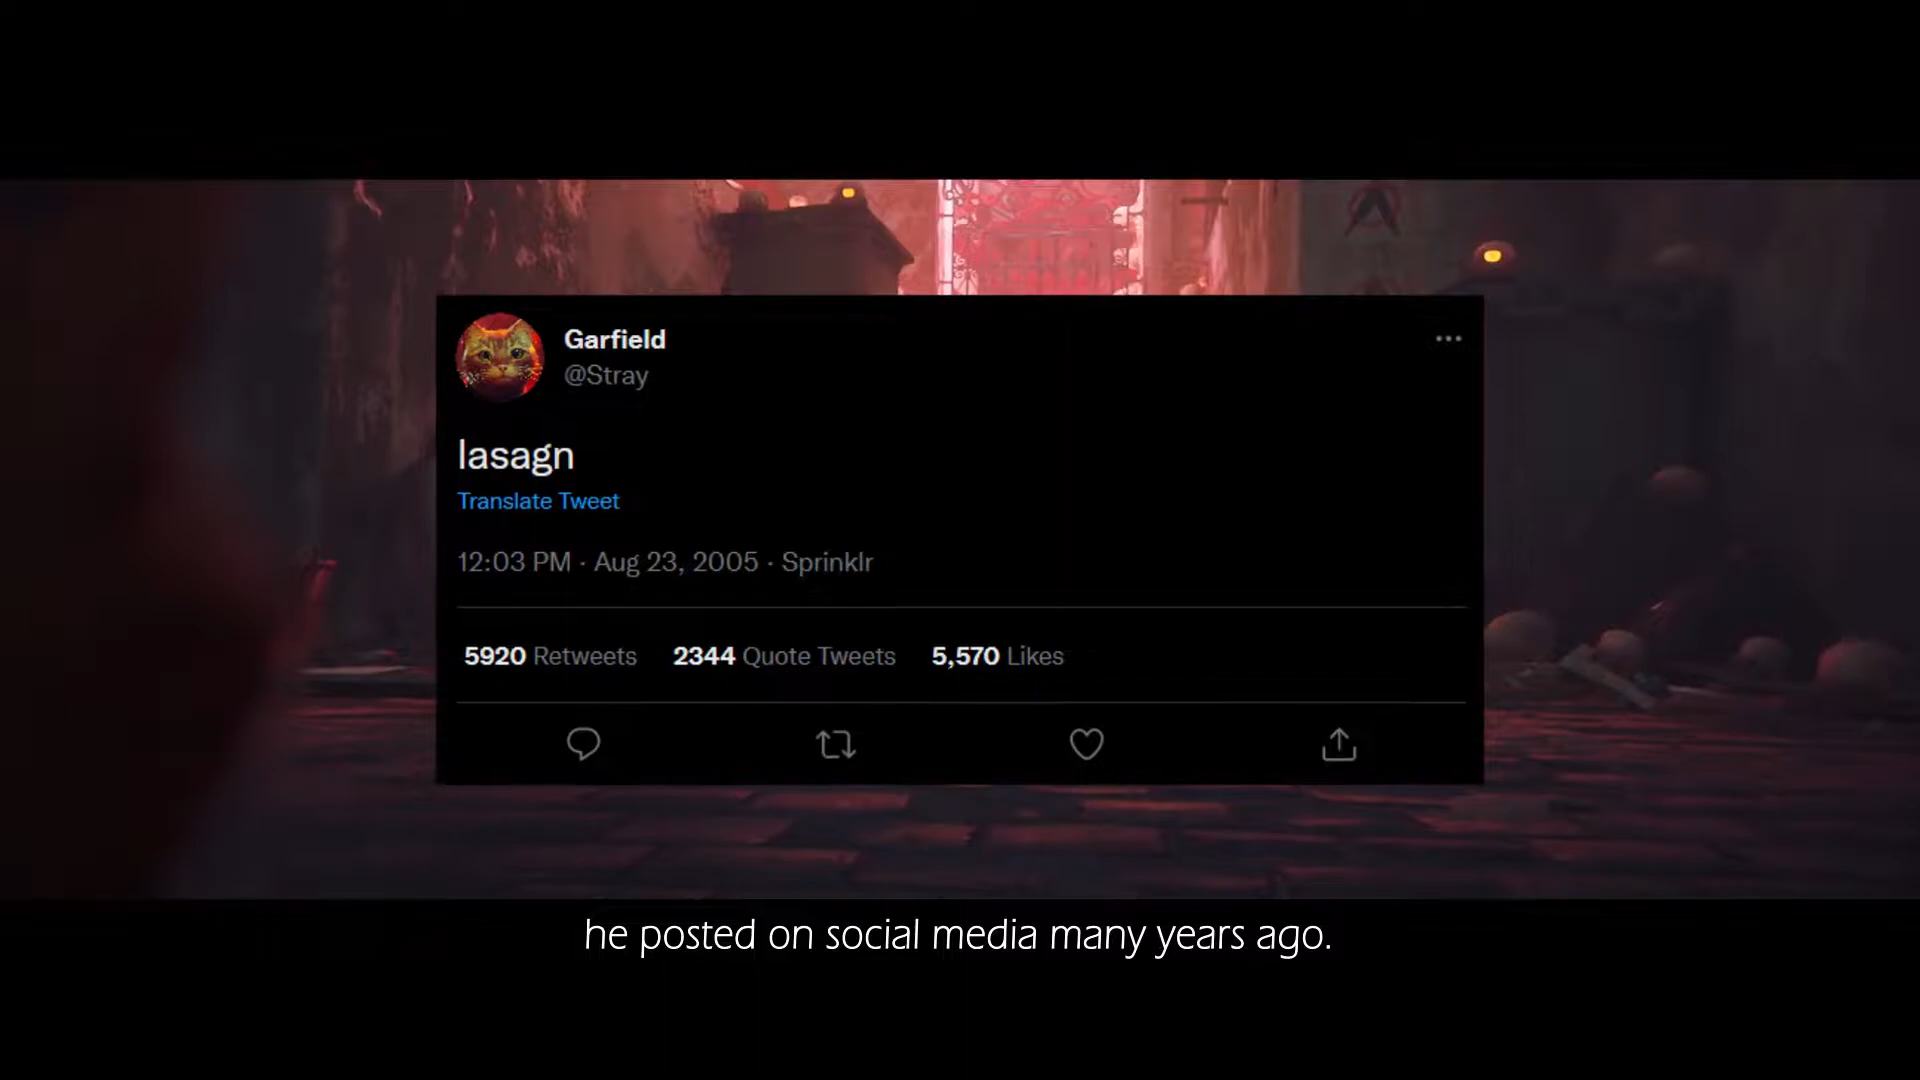 Garfield
@Stray
lasagn
Translate Tweet
12:03 PM · Aug 23, 2005 · Sprinklr
5920 Retweets 2344 Quote Tweets 5,570 Likes
he posted on social media many years ago.